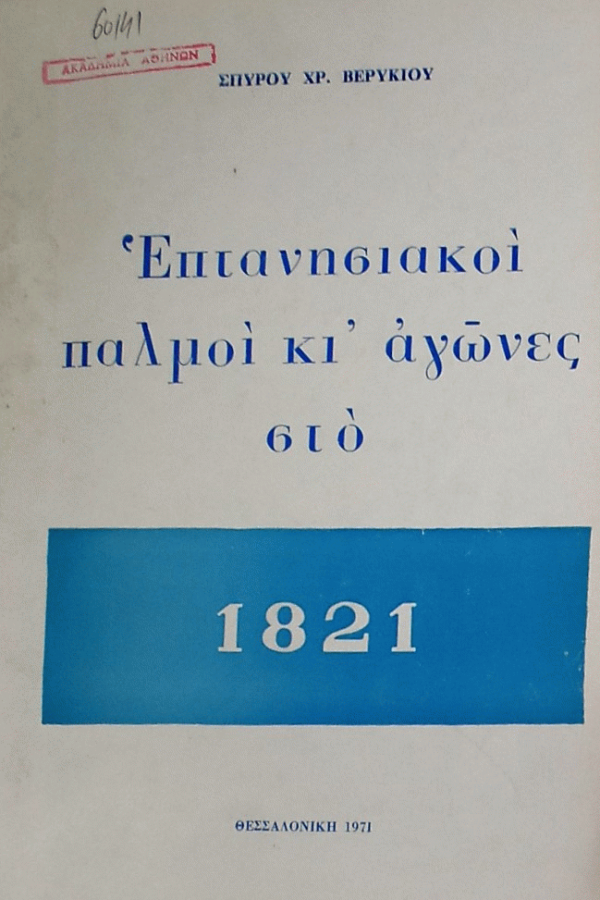 60141
ΑΚΑΔΗΜΙΑ ΑΘΗΝΩΝ
ΣΠΥΡΟΥ ΧΡ. ΒΕΡΥΚΙΟΥ
Ἑπτανησιακοὶ
παλμοὶ κι' ἀγῶνες
στὸ
1821
ΘΕΣΣΑΛΟΝΙΚΗ 1971